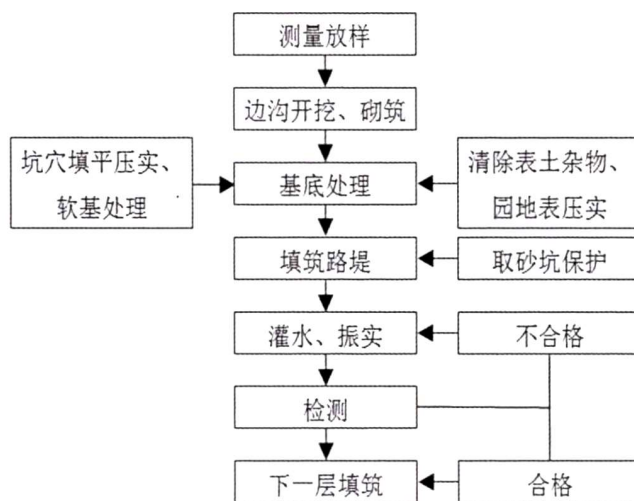 测量放样
边沟开挖、砌筑
坑穴填平压实、
软基处理
基底处理
清除表土杂物、
园地表压实
填筑路堤
取砂坑保护
灌水、振实
不合格
检测
下一层填筑
合格